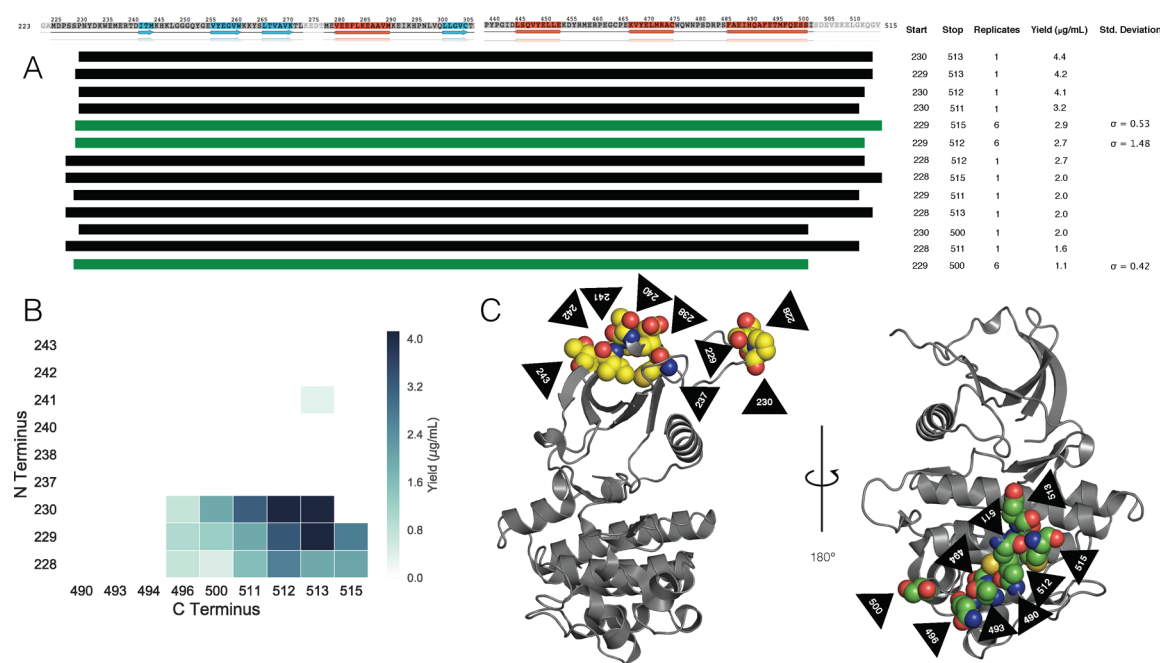 225 230 235 240 245 250 255 260 265 270 275 280 285 290 295 300 305 440 445 450 455 460 465 470 475 480 485 490 495 500 505 510
223 GAMDPSSPNYDKWEMERTDITMKHKLGGGQYGEVYEGVWKKYSLTVAVKTLKEDTMEVEEFLKEAAVMKEIKHPNLVQLLGVC PYPGIDLSQVYELLEKDYRMERPEGCPEKVYELMRACWQWNPSDRPSFAEIHQAFETMFQESSISDEVEKELGKQGV 515
Start Stop Replicates Yield (μg/mL) Std. Deviation
A
230 513 1 4.4
229 513 1 4.2
230 512 1 4.1
230 511 1 3.2
229 515 6 2.9 σ = 0.53
229 512 6 2.7 σ = 1.48
228 512 1 2.7
228 515 1 2.0
229 511 1 2.0
228 513 1 2.0
230 500 1 2.0
228 511 1 1.6
229 500 6 1.1 σ = 0.42
B
N Terminus
243
242
241
240
238
237
230
229
228
490 493 494 496 500 511 512 513 515
C Terminus
4.0
3.2
2.4
1.6
0.8
0.0
Yield (μg/mL)
C
242 241 240 238 228
243 229
237 230
180º
513
511
494 515
512
500 490
496 493